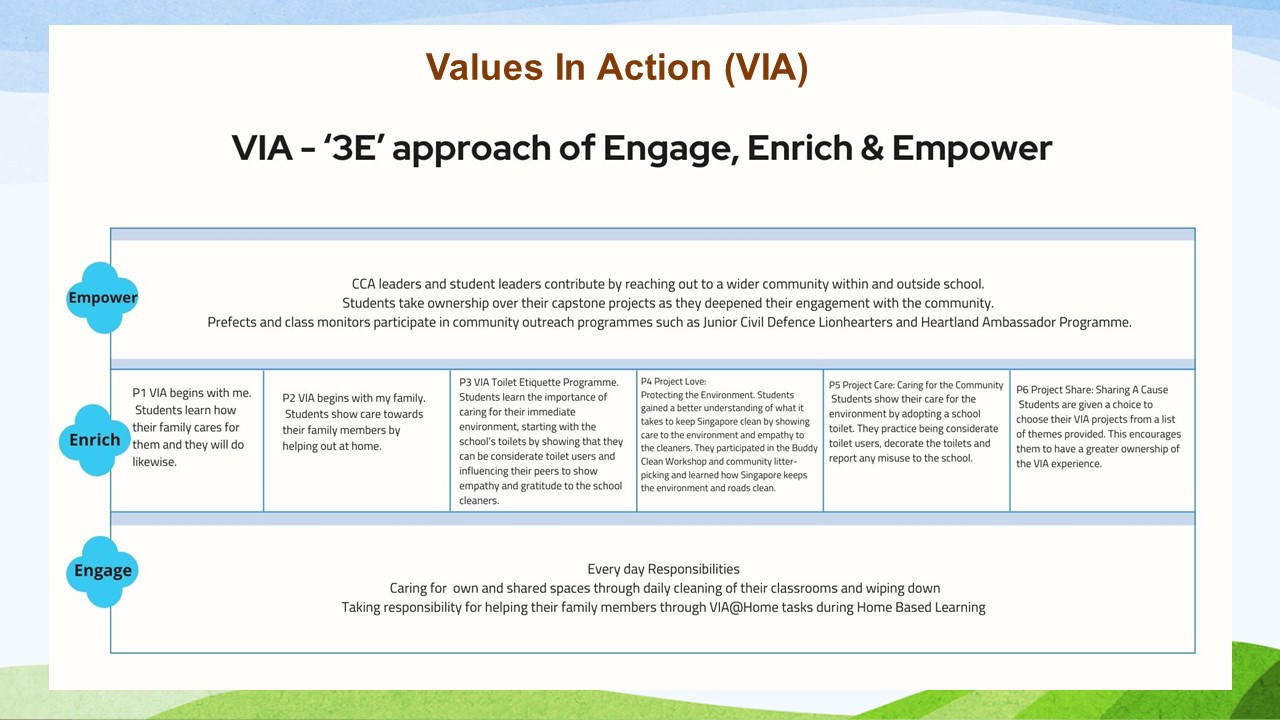 Values In Action (VIA)
VIA – ‘3E’ approach of Engage, Enrich & Empower
Empower
CCA leaders and student leaders contribute by reaching out to a wider community within and outside school.
Students take ownership over their capstone projects as they deepened their engagement with the community.
Prefects and class monitors participate in community outreach programmes such as Junior Civil Defence Lionhearters and Heartland Ambassador Programme.
Enrich
P1 VIA begins with me.
Students learn how
their family cares for
them and they will do
likewise.
P2 VIA begins with my family.
Students show care towards
their family members by
helping out at home.
P3 VIA Toilet Etiquette Programme.
Students learn the importance of
caring for their immediate
environment, starting with the
school’s toilets by showing that they
can be considerate toilet users and
influencing their peers to show
empathy and gratitude to the school
cleaners.
P4 Project Love:
Protecting the Environment. Students
gained a better understanding of what it
takes to keep Singapore clean by showing
care to the environment and empathy to
the cleaners. They participated in the Buddy
Clean Workshop and community litter-
picking and learned how Singapore keeps
the environment and roads clean.
P5 Project Care: Caring for the Community
Students show their care for the
environment by adopting a school
toilet. They practice being considerate
toilet users, decorate the toilets and
report any misuse to the school.
P6 Project Share: Sharing A Cause
Students are given a choice to
choose their VIA projects from a list
of themes provided. This encourages
them to have a greater ownership of
the VIA experience.
Engage
Every day Responsibilities
Caring for own and shared spaces through daily cleaning of their classrooms and wiping down
Taking responsibility for helping their family members through VIA@Home tasks during Home Based Learning